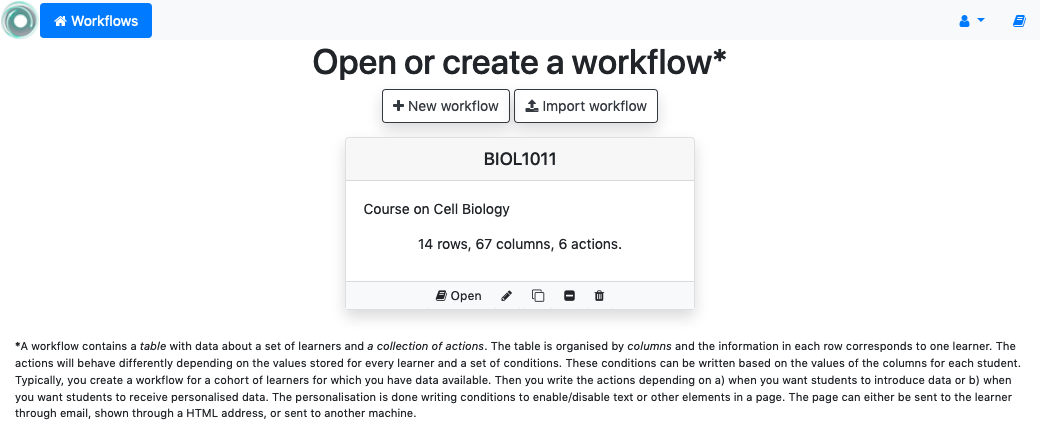 Workflows
Open or create a workflow*
New workflow
Import workflow
BIOL1011
Course on Cell Biology
14 rows, 67 columns, 6 actions.
Open
*A workflow contains a table with data about a set of learners and a collection of actions. The table is organised by columns and the information in each row corresponds to one learner. The
actions will behave differently depending on the values stored for every learner and a set of conditions. These conditions can be written based on the values of the columns for each student.
Typically, you create a workflow for a cohort of learners for which you have data available. Then you write the actions depending on a) when you want students to introduce data or b) when
you want students to receive personalised data. The personalisation is done writing conditions to enable/disable text or other elements in a page. The page can either be sent to the learner
through email, shown through a HTML address, or sent to another machine.